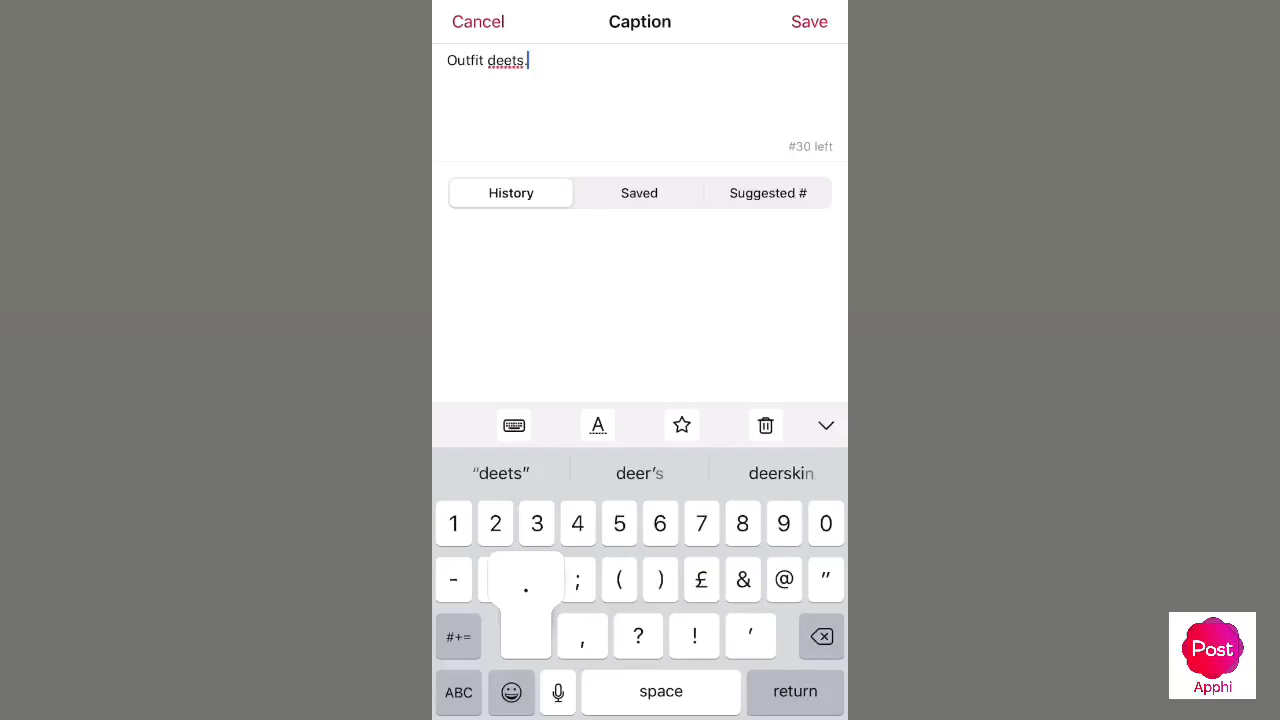 Cancel Caption Save
Outfit deets.
#30 left
History Saved Suggested #
A
“deets” deer’s deerskin
1 2 3 4 5 6 7 8 9 0
- . ; ( ) £ & @ ”
#+= , ? ! ’
ABC space return
Post
Apphi